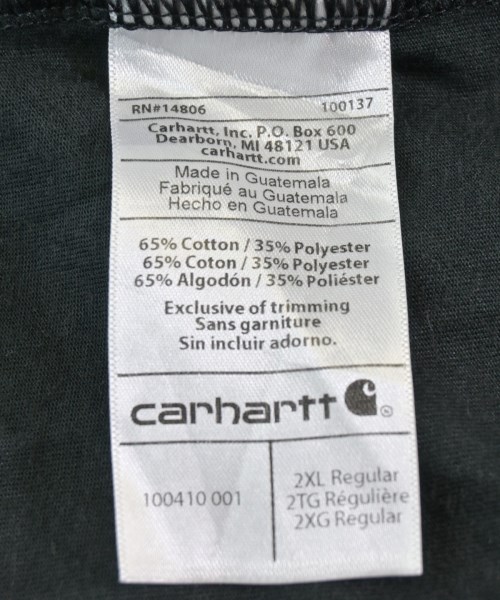 RN#14806 100137
Carhartt, Inc. P.O. Box 600
Dearborn, MI 48121 USA
carhartt.com
Made in Guatemala
Fabriqué au Guatemala
Hecho en Guatemala
65% Cotton / 35% Polyester
65% Coton / 35% Polyester
65% Algodón / 35% Poliéster
Exclusive of trimming
Sans garniture
Sin incluir adorno.
carhartt ®
100410 001
2XL Regular
2TG Régulière
2XG Regular